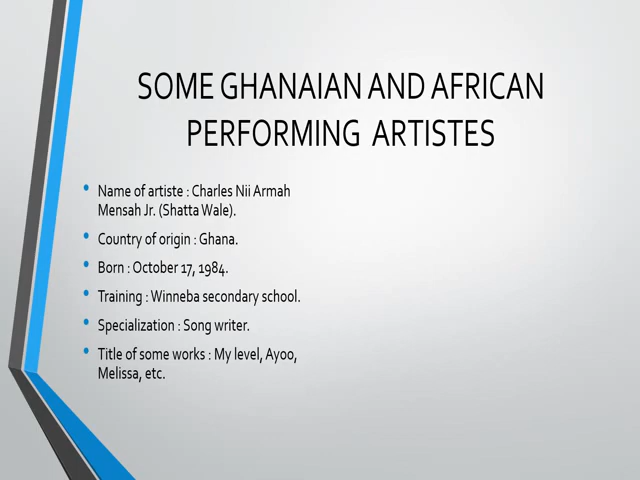 SOME GHANAIAN AND AFRICAN
PERFORMING ARTISTES
• Name of artiste : Charles Nii Armah
Mensah Jr. (Shatta Wale).
• Country of origin : Ghana.
• Born : October 17, 1984.
• Training : Winneba secondary school.
• Specialization : Song writer.
• Title of some works : My level, Ayoo,
Melissa, etc.